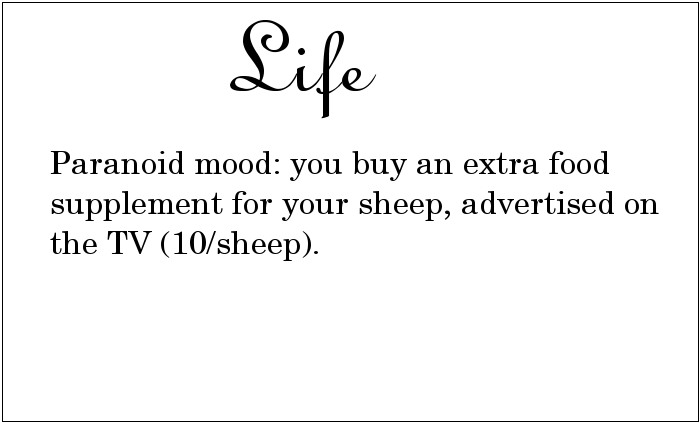 Life
Paranoid mood: you buy an extra food
supplement for your sheep, advertised on
the TV (10/sheep).